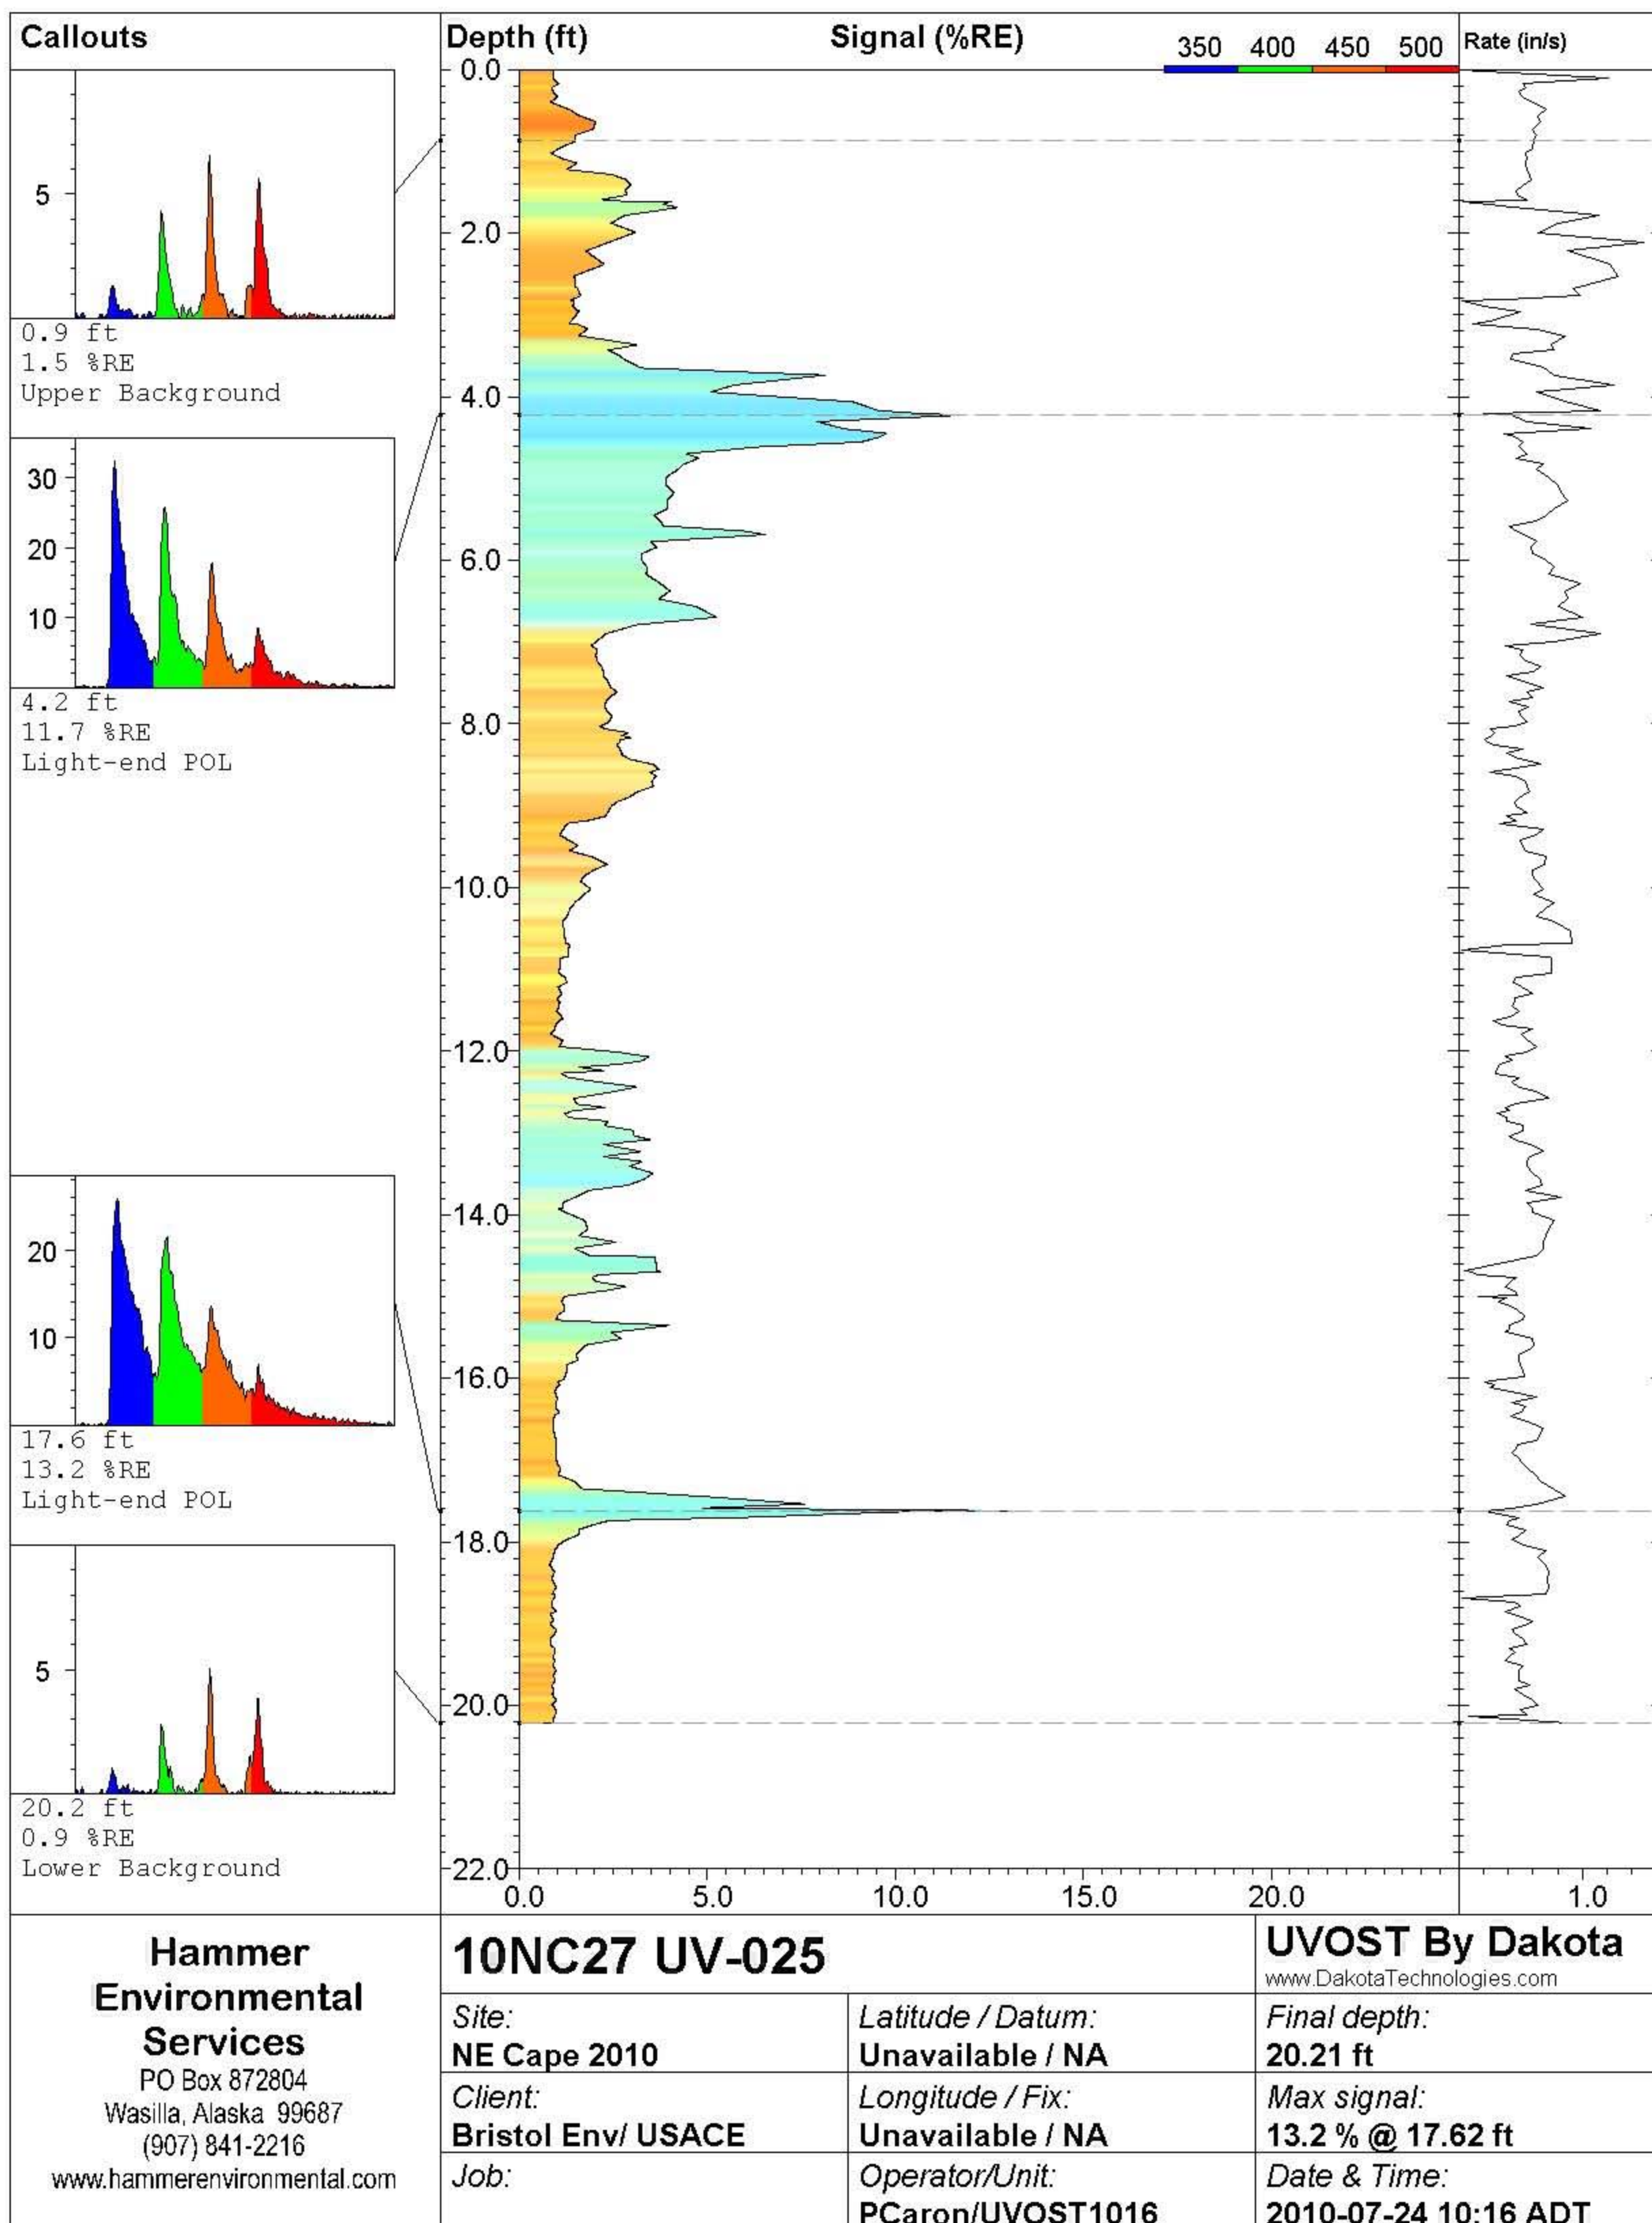 Callouts
Depth (ft)
Signal (%RE)
350 400 450 500
Rate (in/s)
5
0.9 ft
1.5 %RE
Upper Background
30
20
10
4.2 ft
11.7 %RE
Light-end POL
20
10
17.6 ft
13.2 %RE
Light-end POL
5
20.2 ft
0.9 %RE
Lower Background
0.0
2.0
4.0
6.0
8.0
10.0
12.0
14.0
16.0
18.0
20.0
22.0
0.0 5.0 10.0 15.0 20.0
1.0
Hammer
Environmental
Services
PO Box 872804
Wasilla, Alaska 99687
(907) 841-2216
www.hammerenvironmental.com
10NC27 UV-025
UVOST By Dakota
www.DakotaTechnologies.com
Site:
NE Cape 2010
Latitude / Datum:
Unavailable / NA
Final depth:
20.21 ft
Client:
Bristol Env/ USACE
Longitude / Fix:
Unavailable / NA
Max signal:
13.2 % @ 17.62 ft
Job:
Operator/Unit:
PCaron/UVOST1016
Date & Time:
2010-07-24 10:16 ADT